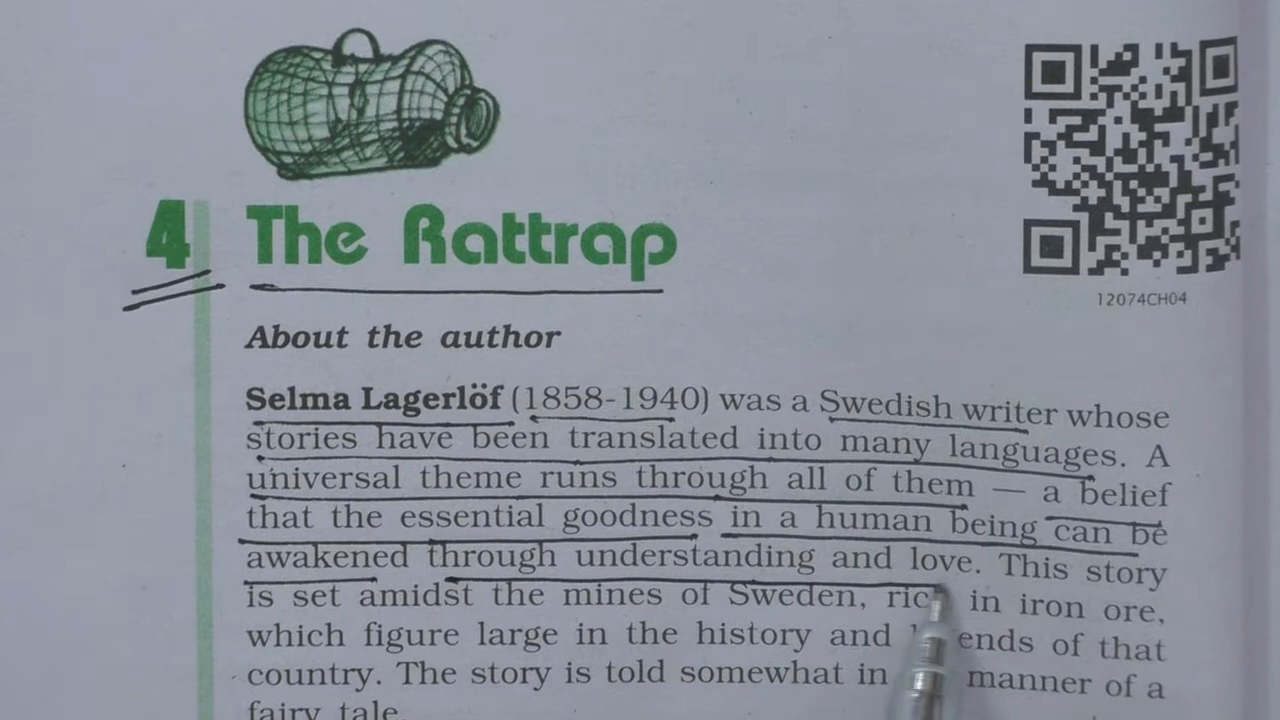 4 The Rattrap
12074CH04
About the author
Selma Lagerlöf (1858-1940) was a Swedish writer whose
stories have been translated into many languages. A
universal theme runs through all of them — a belief
that the essential goodness in a human being can be
awakened through understanding and love. This story
is set amidst the mines of Sweden, in iron ore,
which figure large in the history and of that
country. The story is told somewhat in manner of a
fairy tale.